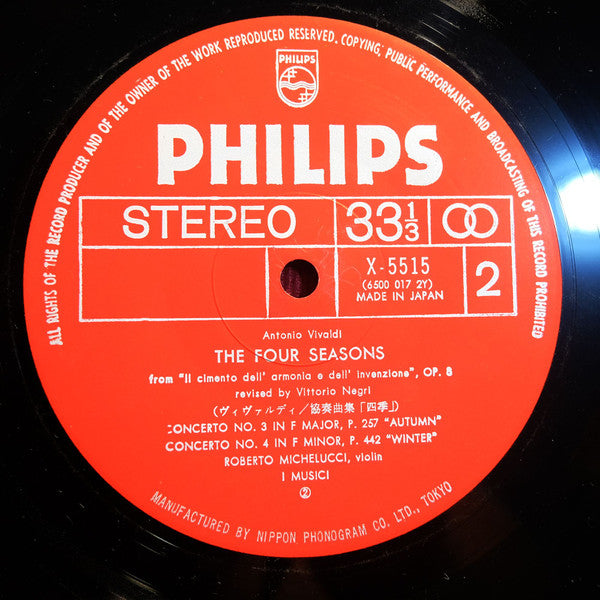 ALL RIGHTS OF THE RECORD PRODUCER AND OF THE OWNER OF THE WORK REPRODUCED RESERVED. COPYING, PUBLIC PERFORMANCE AND BROADCASTING OF THIS RECORD PROHIBITED
PHILIPS
PHILIPS
STEREO 33 1/3
X-5515
(6500 017 2Y)
MADE IN JAPAN
2
Antonio Vivaldi
THE FOUR SEASONS
from "Il cimento dell' armonia e dell' invenzione", OP. 8
revised by Vittorio Negri
(ヴィヴァルディ/協奏曲集「四季」)
CONCERTO NO. 3 IN F MAJOR, P. 257 "AUTUMN"
CONCERTO NO. 4 IN F MINOR, P. 442 "WINTER"
ROBERTO MICHELUCCI, violin
I MUSICI
②
MANUFACTURED BY NIPPON PHONOGRAM CO. LTD., TOKYO